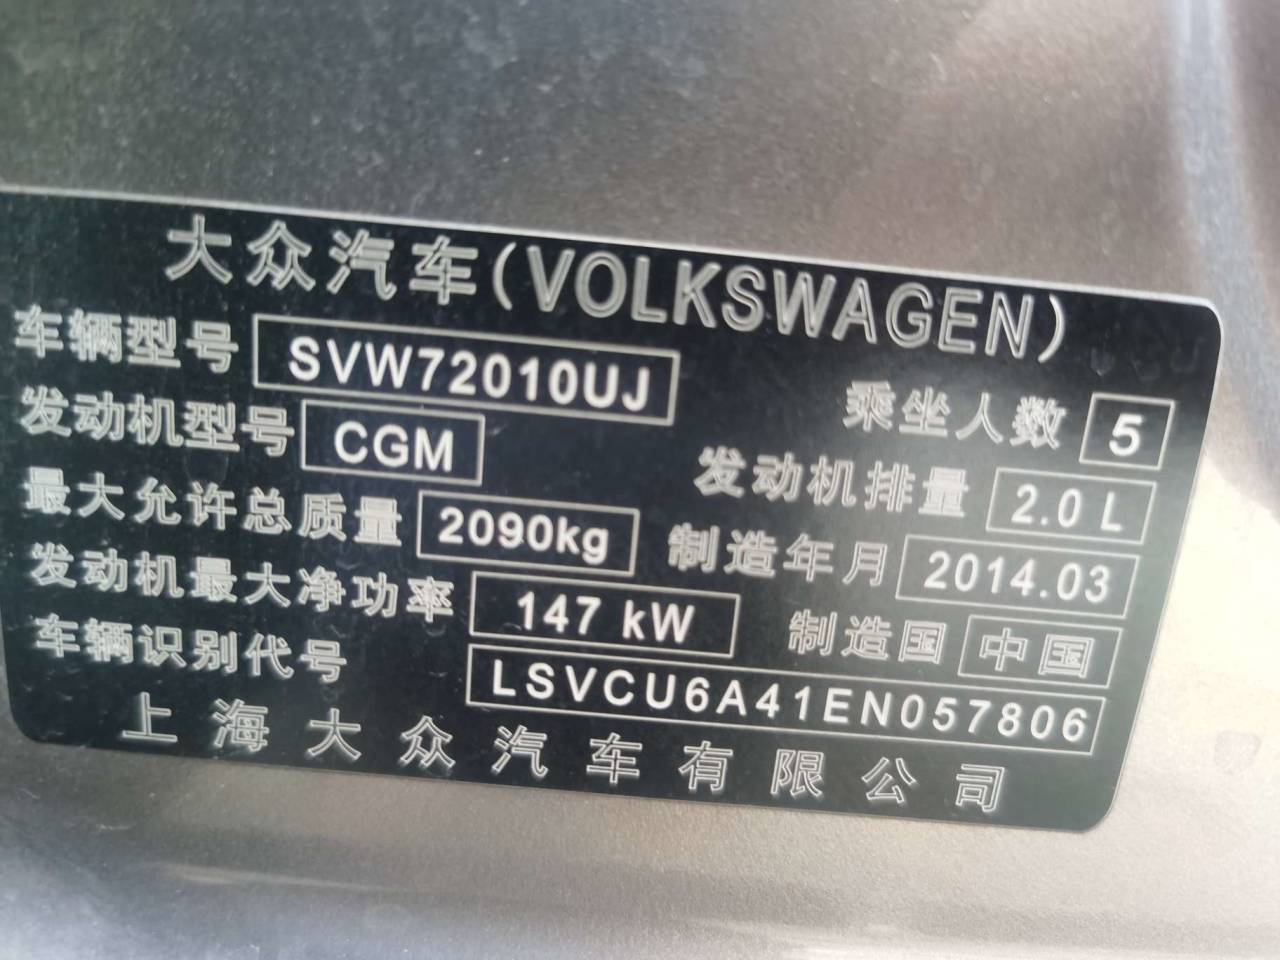 大众汽车(VOLKSWAGEN)
车辆型号 SVW72010UJ 乘坐人数 5
发动机型号 CGM 发动机排量 2.0 L
最大允许总质量 2090kg 制造年月 2014.03
发动机最大净功率 147 kW 制造国 中国
车辆识别代号 LSVCU6A41EN057806
上海大众汽车有限公司